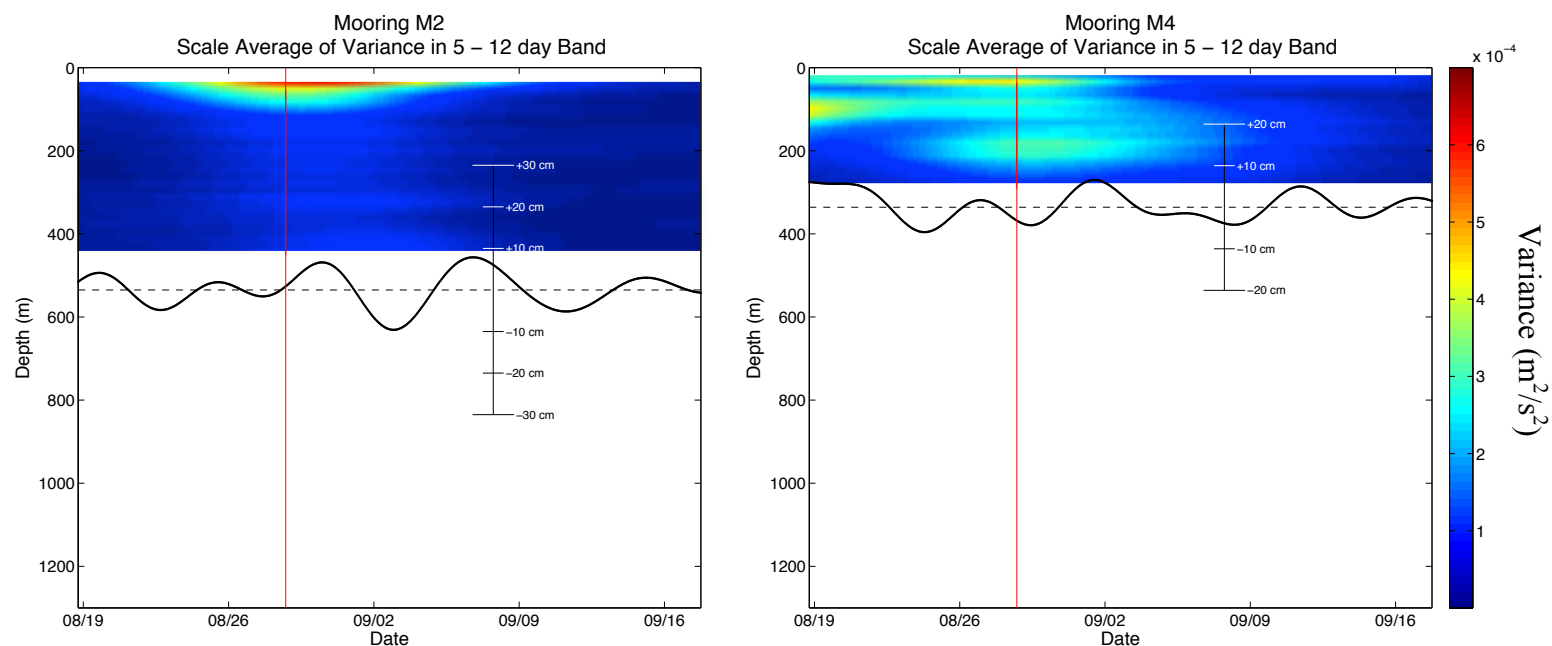 Mooring M2
Scale Average of Variance in 5 − 12 day Band
0
200
400
600
800
1000
1200
Depth (m)
+30 cm
+20 cm
+10 cm
−10 cm
−20 cm
−30 cm
08/19 08/26 09/02 09/09 09/16
Date
Mooring M4
Scale Average of Variance in 5 − 12 day Band
0
200
400
600
800
1000
1200
Depth (m)
+20 cm
+10 cm
−10 cm
−20 cm
08/19 08/26 09/02 09/09 09/16
Date
x 10⁻⁴
6
5
4
3
2
1
Variance (m²/s²)